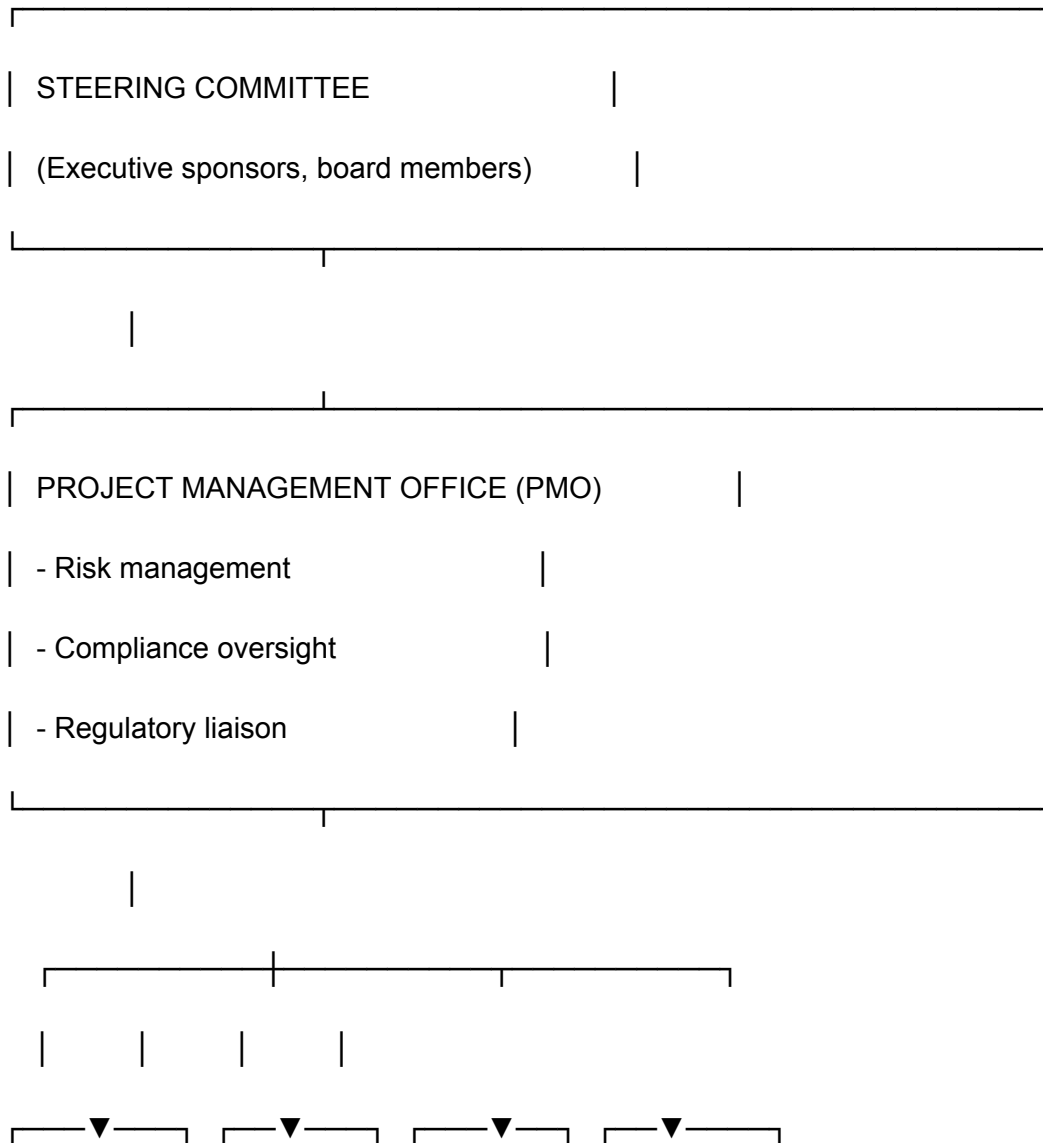 STEERING COMMITTEE
(Executive sponsors, board members)
PROJECT MANAGEMENT OFFICE (PMO)
- Risk management
- Compliance oversight
- Regulatory liaison